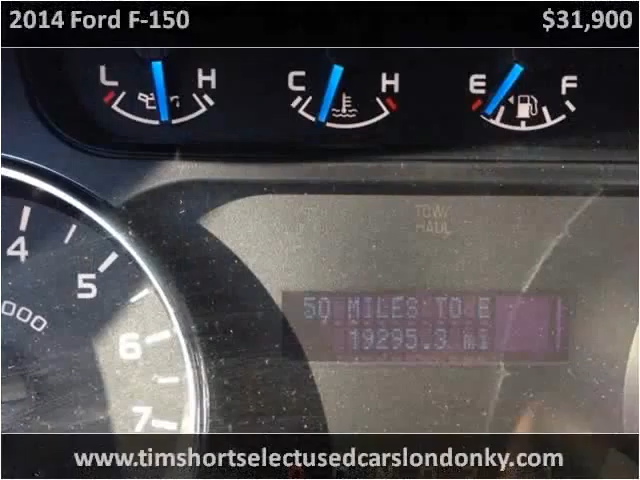 2014 Ford F-150 $31,900
L H C H E F
TOW/
HAUL
4
5
6
7
000
50 MILES TO E
19295.3 mi
www.timshortselectusedcarslondonky.com